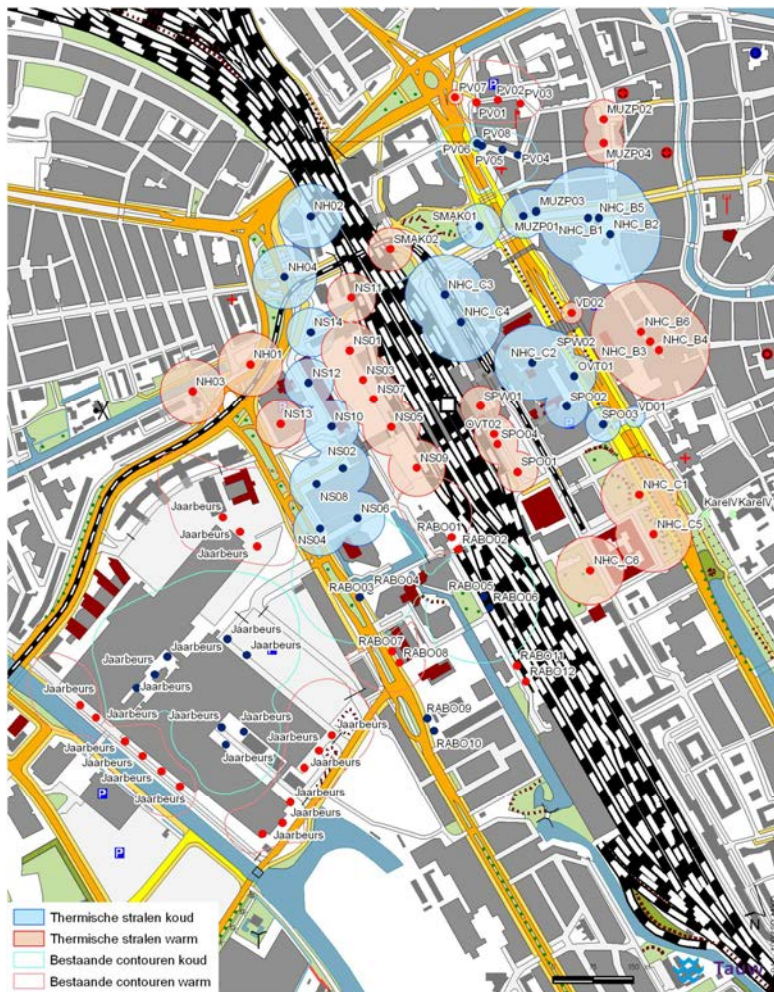 PV07
PV02
PV03
PV01
MUZP02
PV08
PV06
PV05
PV04
MUZP04
NH02
MUZP03
NHC_B5
SMAK01
MUZP01
NHC_B1
NHC_B2
SMAK02
NH04
NHC_C3
NS11
NHC_C4
VD02
NS14
NHC_B6
NS01
SPW02
NHC_B3
NHC_B4
NH01
NHC_C2
OVT01
NS03
NH03
NS12
NS07
SPW01
SPO02
VD01
NS13
NS10
NS05
OVT02
SPO04
SPO03
NS02
NS09
SPO01
NS08
NHC_C1
Jaarbeurs
NS06
KarelV
KarelV
Jaarbeurs
NS04
RABO01
NHC_C5
Jaarbeurs
RABO02
NHC_C6
RABO03
RABO04
RABO05
RABO06
Jaarbeurs
Jaarbeurs
RABO07
Jaarbeurs
Jaarbeurs
RABO08
RABO11
Jaarbeurs
RABO12
Jaarbeurs
Jaarbeurs
Jaarbeurs
Jaarbeurs
Jaarbeurs
RABO09
Jaarbeurs
Jaarbeurs
RABO10
Jaarbeurs
Jaarbeurs
Jaarbeurs
Jaarbeurs
Jaarbeurs
Jaarbeurs
Jaarbeurs
Thermische stralen koud
Thermische stralen warm
Bestaande contouren koud
Bestaande contouren warm
N
150 m
Tauw